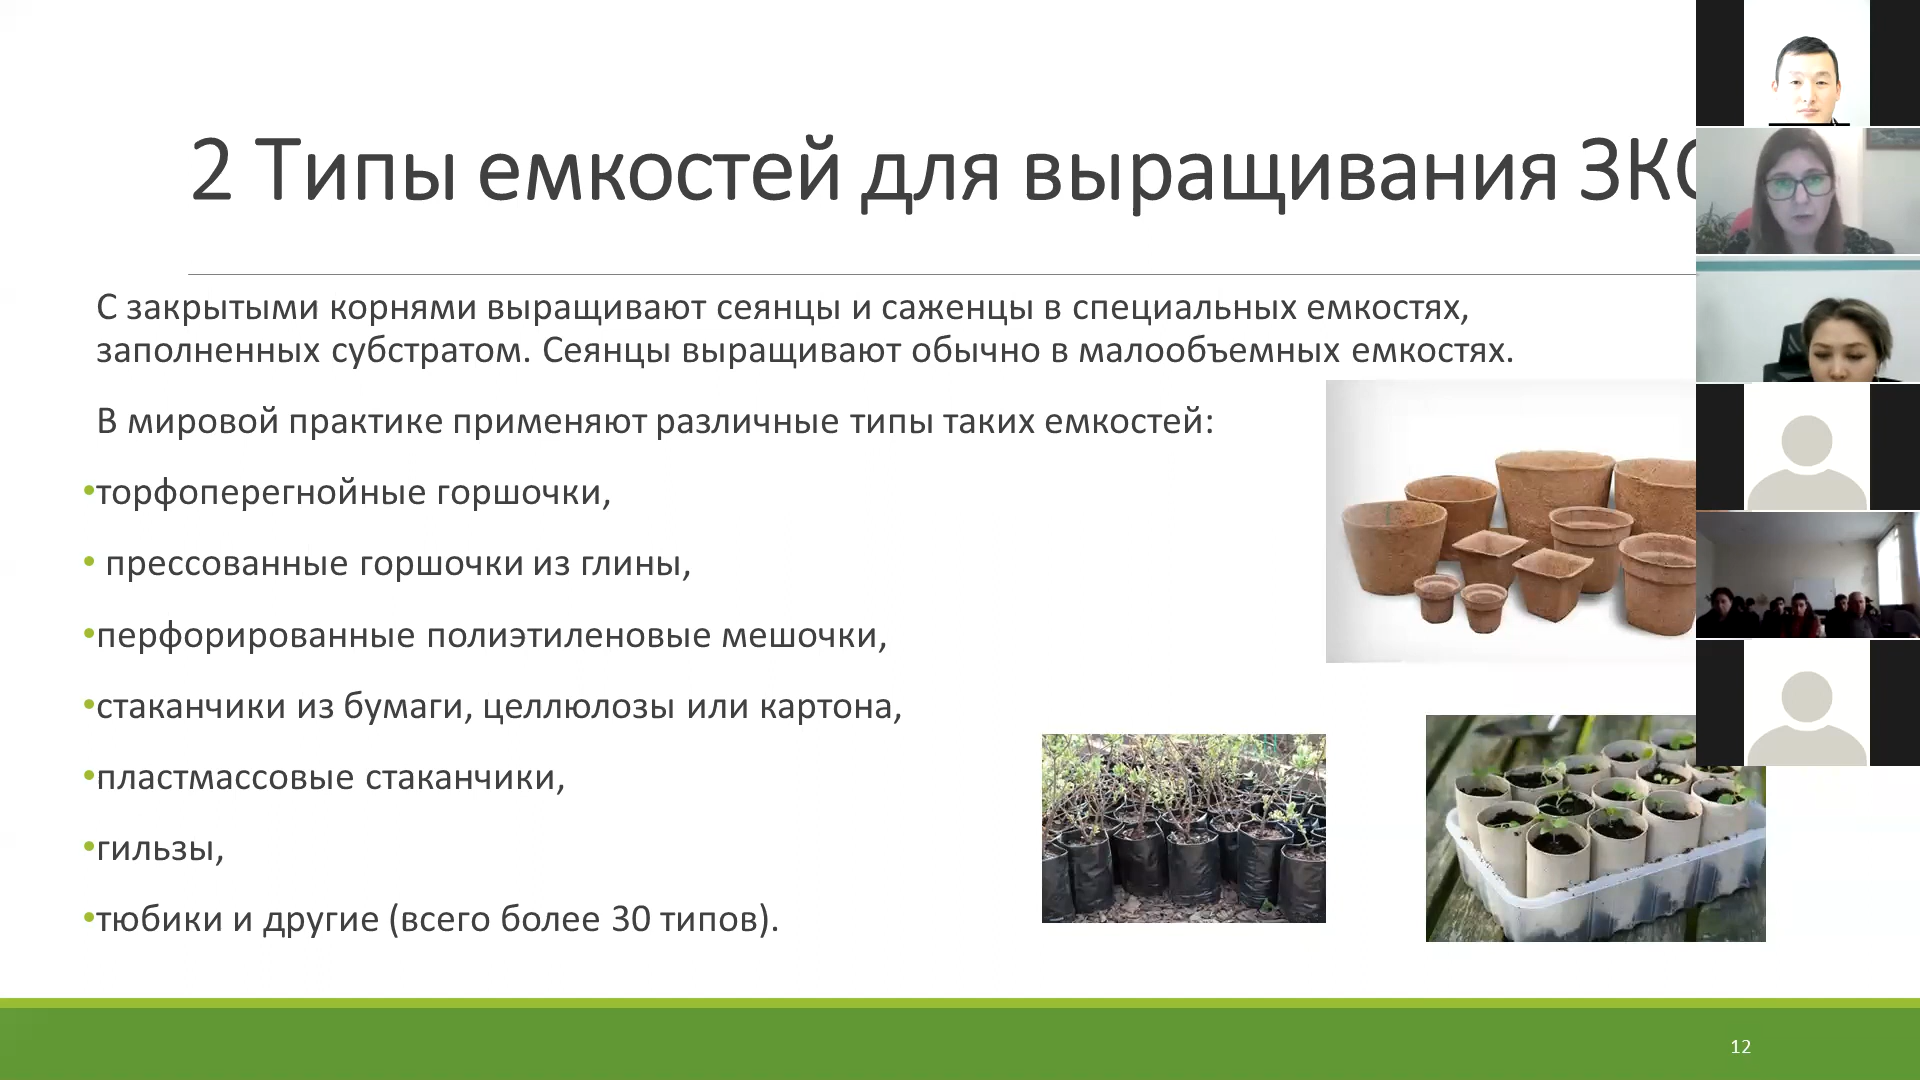 2 Типы емкостей для выращивания ЗКС
С закрытыми корнями выращивают сеянцы и саженцы в специальных емкостях,
заполненных субстратом. Сеянцы выращивают обычно в малообъемных емкостях.
В мировой практике применяют различные типы таких емкостей:
•торфоперегнойные горшочки,
• прессованные горшочки из глины,
•перфорированные полиэтиленовые мешочки,
•стаканчики из бумаги, целлюлозы или картона,
•пластмассовые стаканчики,
•гильзы,
•тюбики и другие (всего более 30 типов).
12